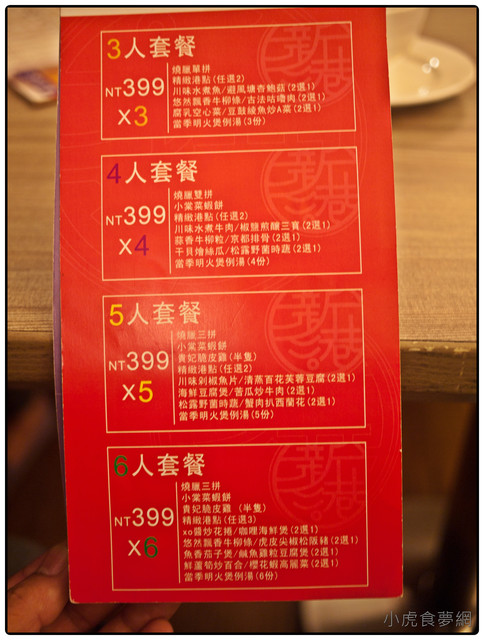 3人套餐
NT399
X3
燒臘單拼
精緻港點(任選2)
川味水煮魚/避風塘杏鮑菇(2選1)
悠然飄香牛柳條/古法咕嚕肉(2選1)
腐乳空心菜/豆鼓綾魚炒A菜(2選1)
當季明火煲例湯(3份)
4人套餐
NT399
X4
燒臘雙拼
小棠菜蝦餅
精緻港點(任選2)
川味水煮牛肉/椒鹽煎釀三寶(2選1)
蒜香牛柳粒/京都排骨(2選1)
干貝燴絲瓜/松露野菌時蔬(2選1)
當季明火煲例湯(4份)
5人套餐
NT399
X5
燒臘三拼
小棠菜蝦餅
貴妃脆皮雞(半隻)
精緻港點(任選2)
川味剁椒魚片/清蒸百花芙蓉豆腐(2選1)
海鮮豆腐煲/苦瓜炒牛肉(2選1)
松露野菌時蔬/蟹肉扒西蘭花(2選1)
當季明火煲例湯(5份)
6人套餐
NT399
X6
燒臘三拼
小棠菜蝦餅
貴妃脆皮雞(半隻)
精緻港點(任選3)
xo醬炒花捲/咖哩海鮮煲(2選1)
悠然飄香牛柳條/虎皮尖椒松阪豬(2選1)
魚香茄子煲/鹹魚雞粒豆腐煲(2選1)
鮮蘆筍炒百合/櫻花蝦高麗菜(2選1)
當季明火煲例湯(6份)
小虎食夢網